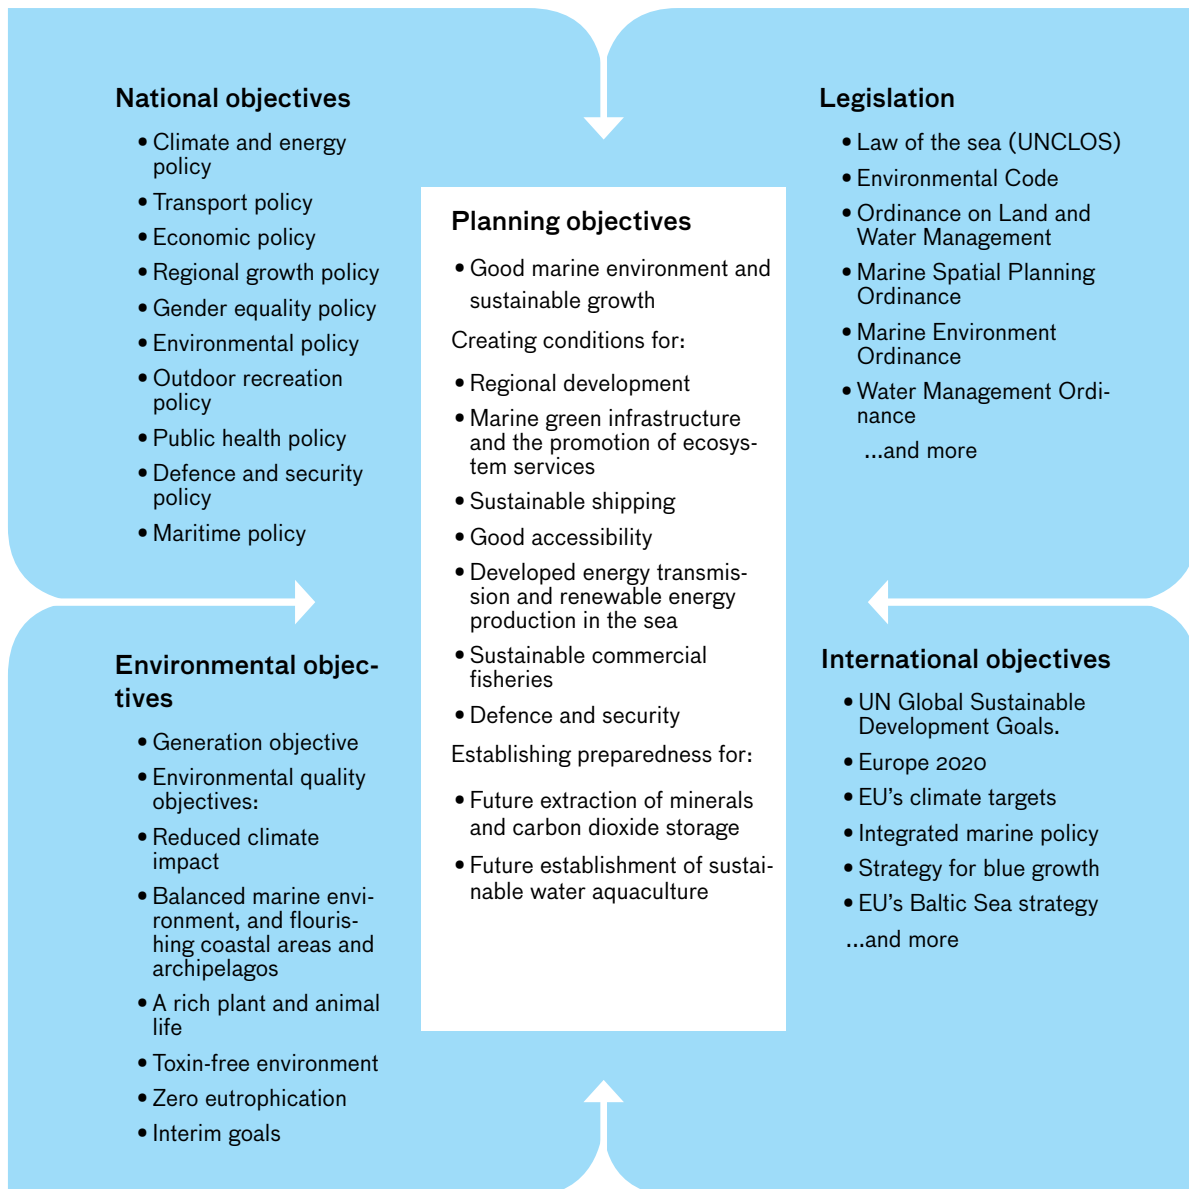 National objectives
• Climate and energy
policy
• Transport policy
• Economic policy
• Regional growth policy
• Gender equality policy
• Environmental policy
• Outdoor recreation
policy
• Public health policy
• Defence and security
policy
• Maritime policy
Environmental objec-
tives
• Generation objective
• Environmental quality
objectives:
• Reduced climate
impact
• Balanced marine envi-
ronment, and flouris-
hing coastal areas and
archipelagos
• A rich plant and animal
life
• Toxin-free environment
• Zero eutrophication
• Interim goals
Planning objectives
• Good marine environment and
sustainable growth
Creating conditions for:
• Regional development
• Marine green infrastructure
and the promotion of ecosys-
tem services
• Sustainable shipping
• Good accessibility
• Developed energy transmis-
sion and renewable energy
production in the sea
• Sustainable commercial
fisheries
• Defence and security
Establishing preparedness for:
• Future extraction of minerals
and carbon dioxide storage
• Future establishment of sustai-
nable water aquaculture
Legislation
• Law of the sea (UNCLOS)
• Environmental Code
• Ordinance on Land and
Water Management
• Marine Spatial Planning
Ordinance
• Marine Environment
Ordinance
• Water Management Ordi-
nance
...and more
International objectives
• UN Global Sustainable
Development Goals.
• Europe 2020
• EU's climate targets
• Integrated marine policy
• Strategy for blue growth
• EU's Baltic Sea strategy
...and more